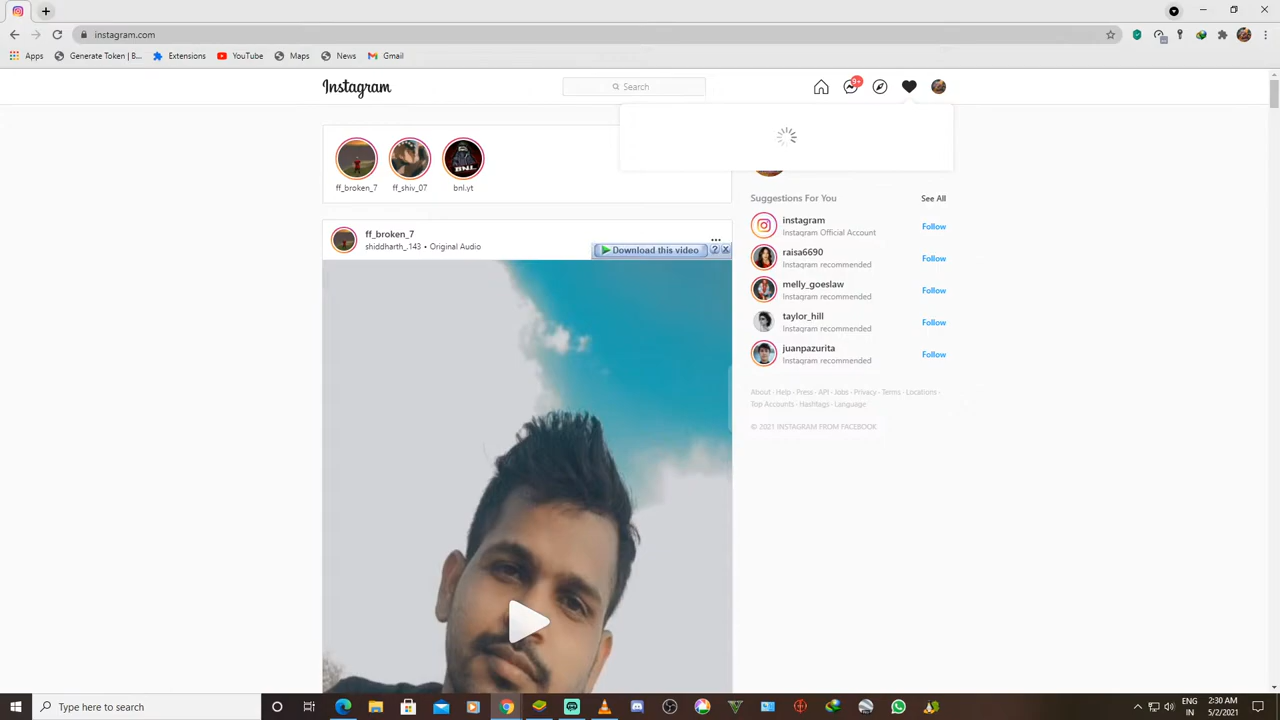 instagram.com
Apps
Generate Token | B...
Extensions
YouTube
Maps
News
Gmail
Instagram
Search
9+
ff_broken_7
ff_shiv_07
bnl.yt
BNL
ff_broken_7
shiddharth_.143 • Original Audio
Download this video
?
Suggestions For You
See All
instagram
Instagram Official Account
Follow
raisa6690
Instagram recommended
Follow
melly_goeslaw
Instagram recommended
Follow
taylor_hill
Instagram recommended
Follow
juanpazurita
Instagram recommended
Follow
About · Help · Press · API · Jobs · Privacy · Terms · Locations ·
Top Accounts · Hashtags · Language
© 2021 INSTAGRAM FROM FACEBOOK
Type here to search
ENG
IN
2:30 AM
5/2/2021